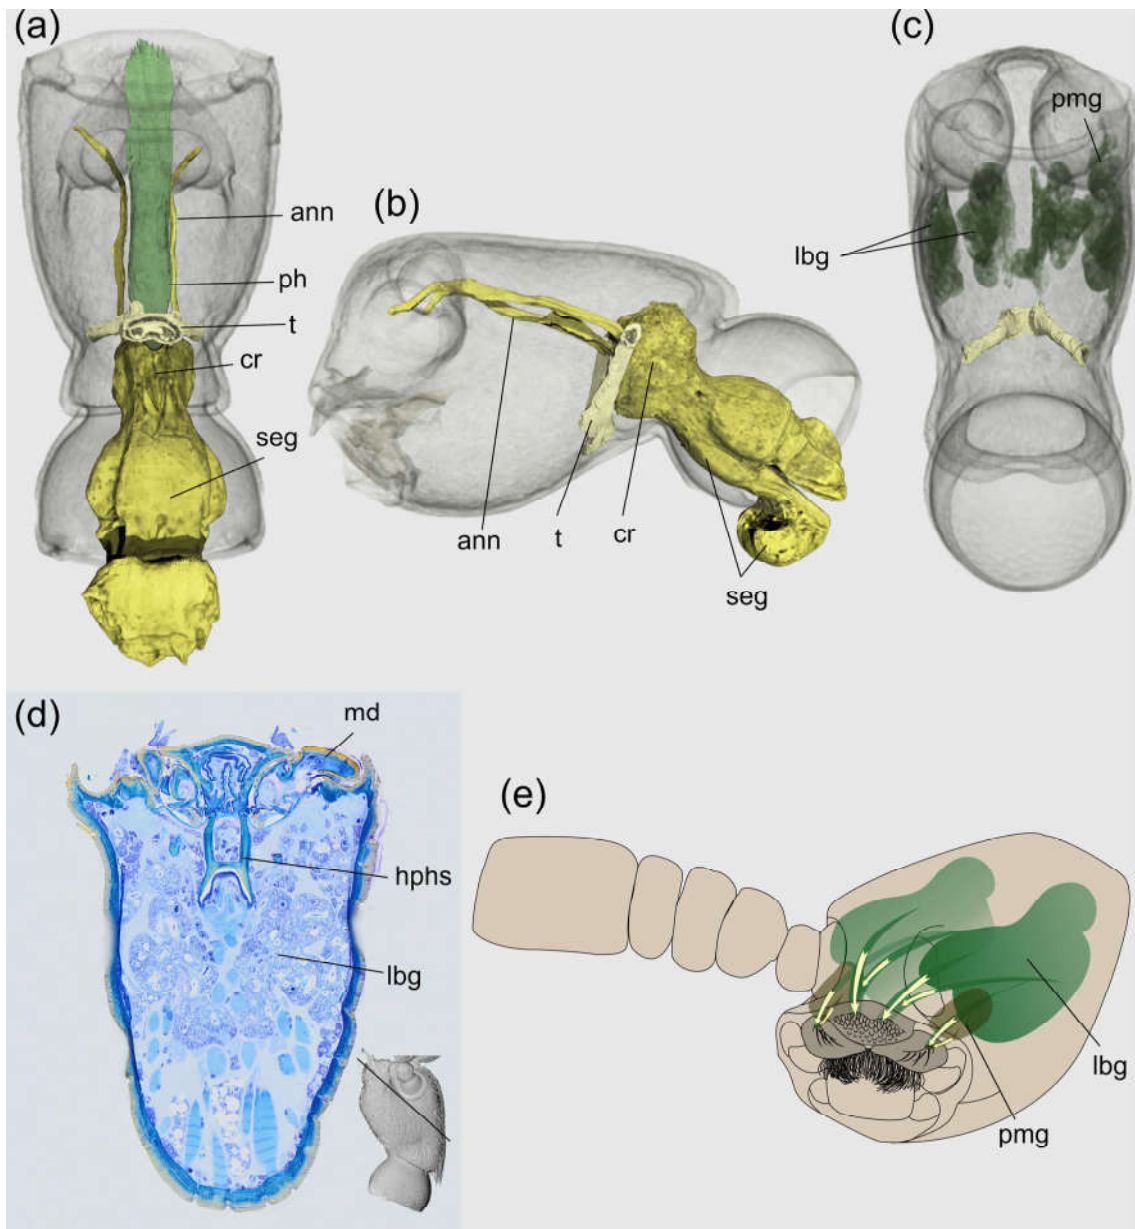 (a)
ann
ph
t
cr
seg
(b)
ann
t
cr
seg
(c)
pmg
lbg
(d)
md
hphs
lbg
(e)
lbg
pmg